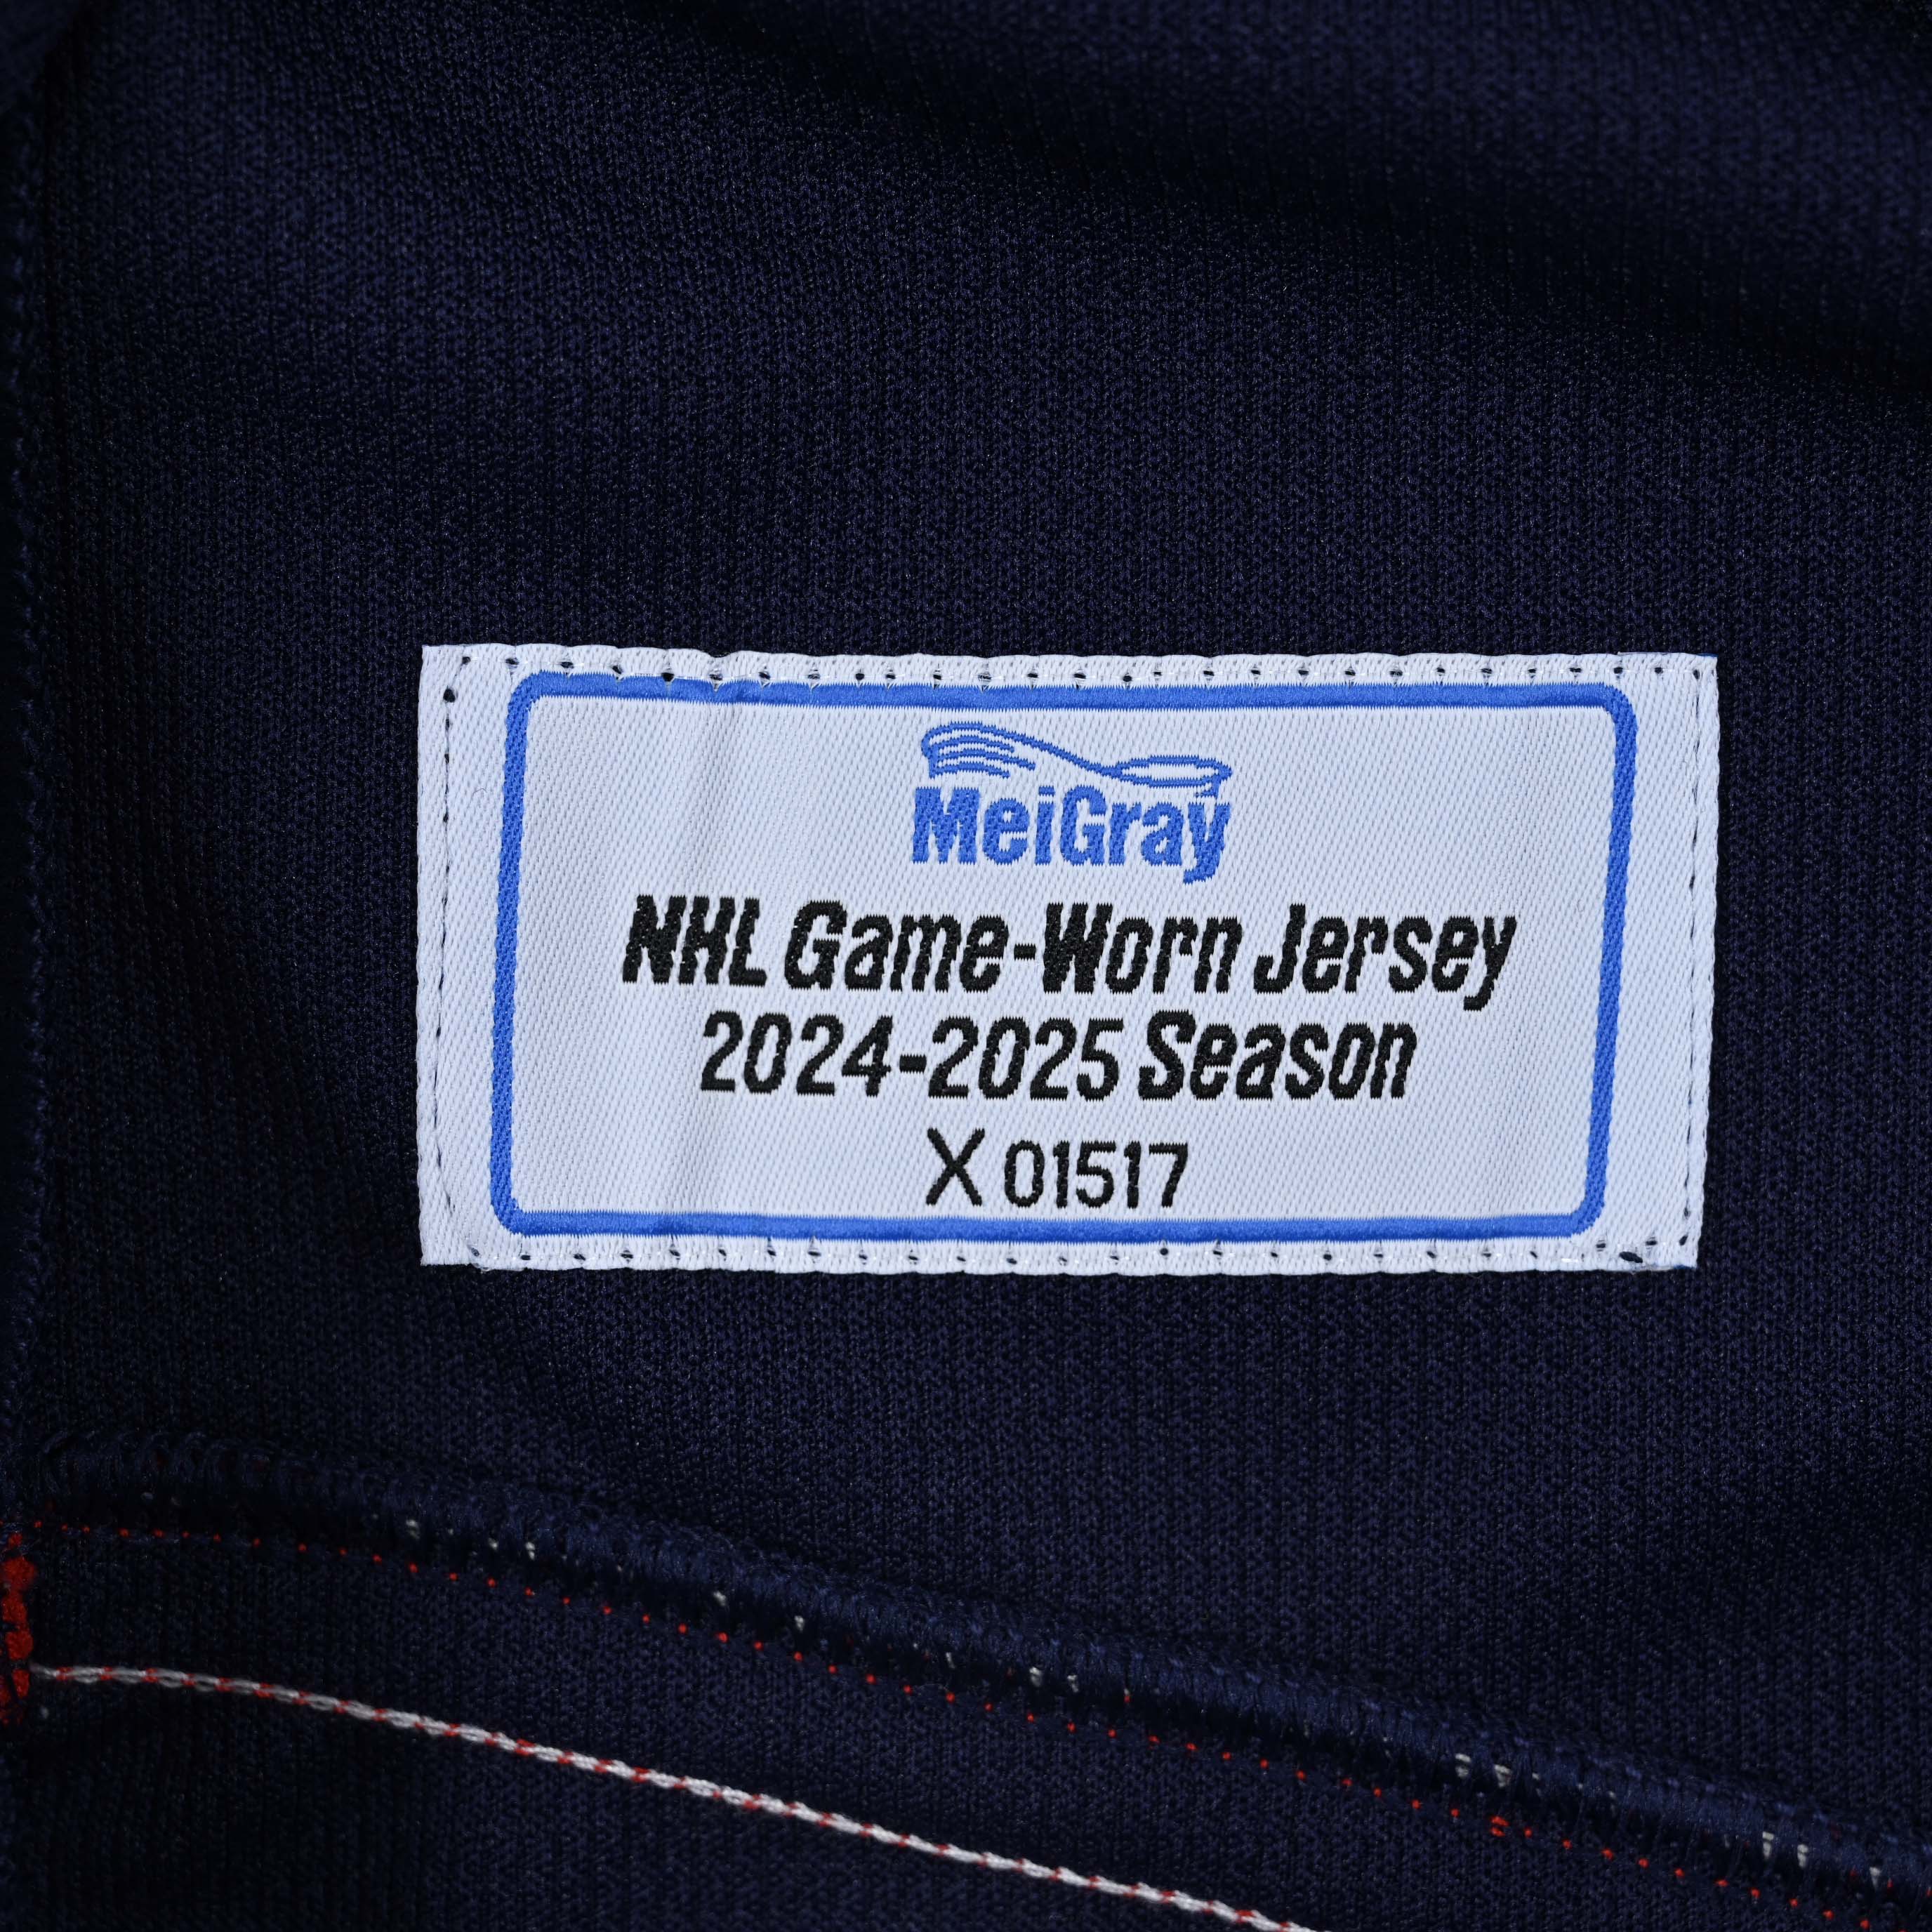 MeiGray
NHL Game-Worn Jersey
2024-2025 Season
X 01517